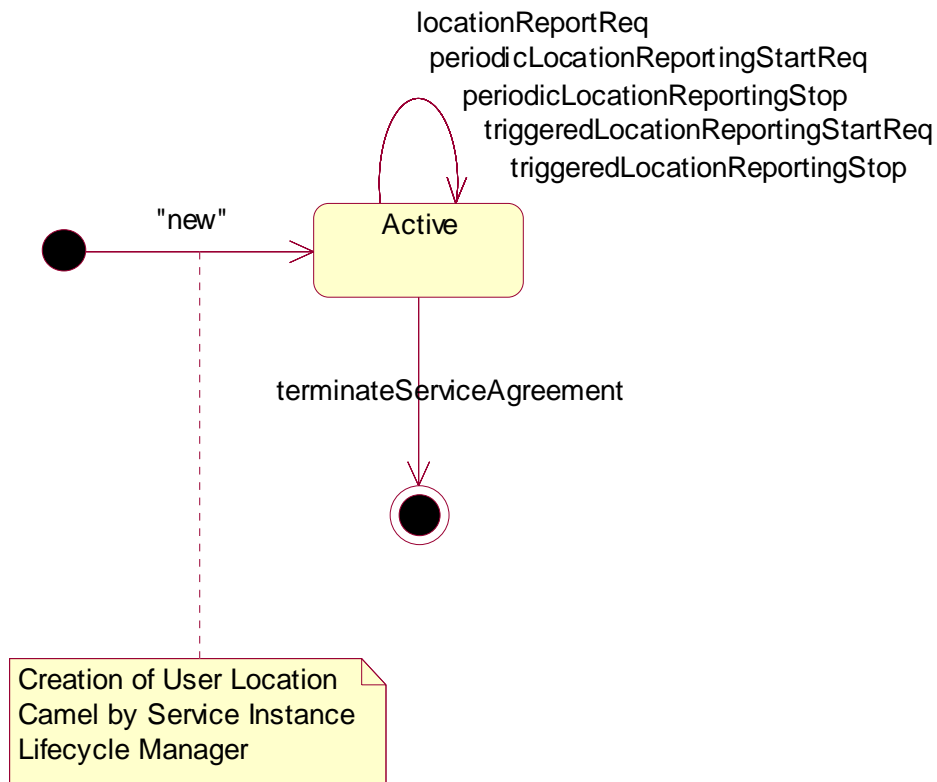 locationReportReq
periodicLocationReportingStartReq
periodicLocationReportingStop
triggeredLocationReportingStartReq
triggeredLocationReportingStop
"new"
Active
terminateServiceAgreement
Creation of User Location
Camel by Service Instance
Lifecycle Manager